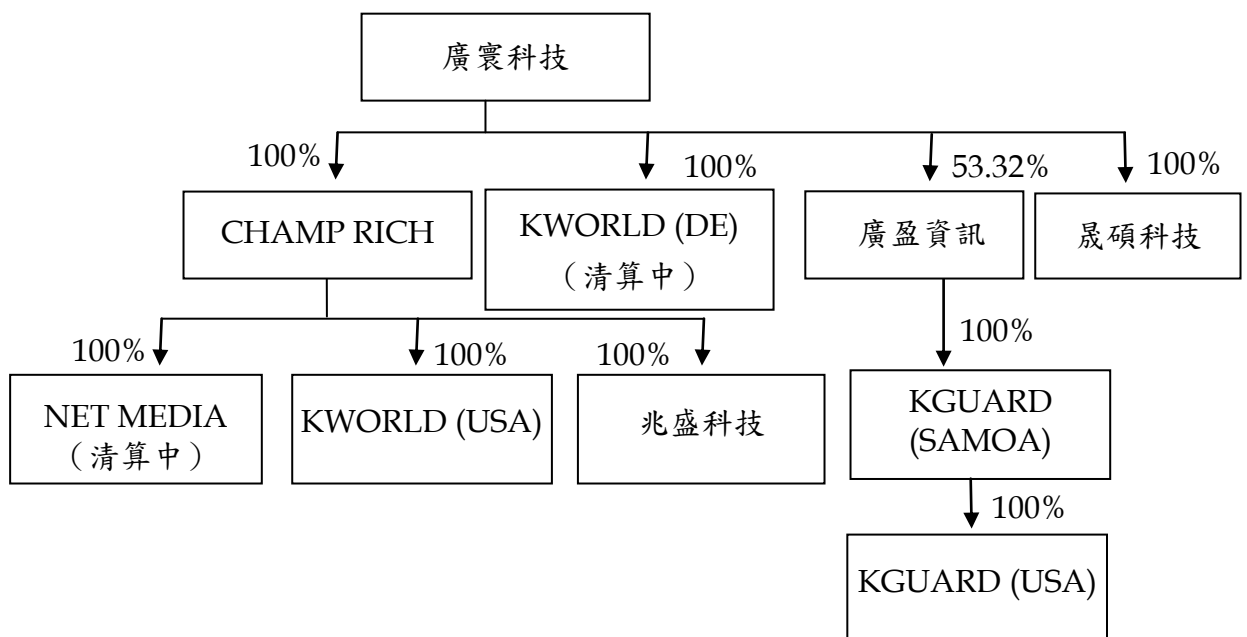 廣寰科技
100%
100%
53.32%
100%
CHAMP RICH
KWORLD (DE)
（清算中）
廣盈資訊
晟碩科技
100%
100%
100%
100%
NET MEDIA
（清算中）
KWORLD (USA)
兆盛科技
KGUARD
(SAMOA)
100%
KGUARD (USA)